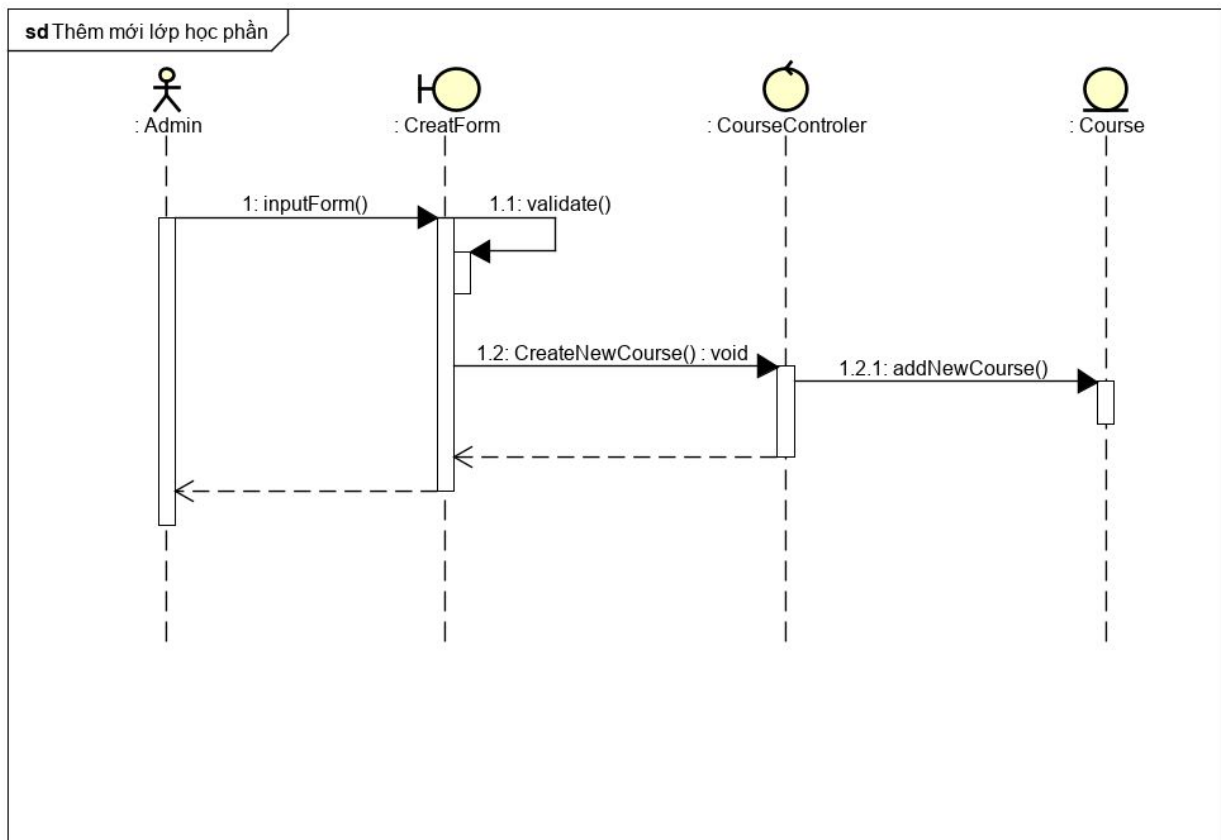 sd Thêm mới lớp học phần
: Admin
: CreatForm
: CourseControler
: Course
1: inputForm()
1.1: validate()
1.2: CreateNewCourse() : void
1.2.1: addNewCourse()